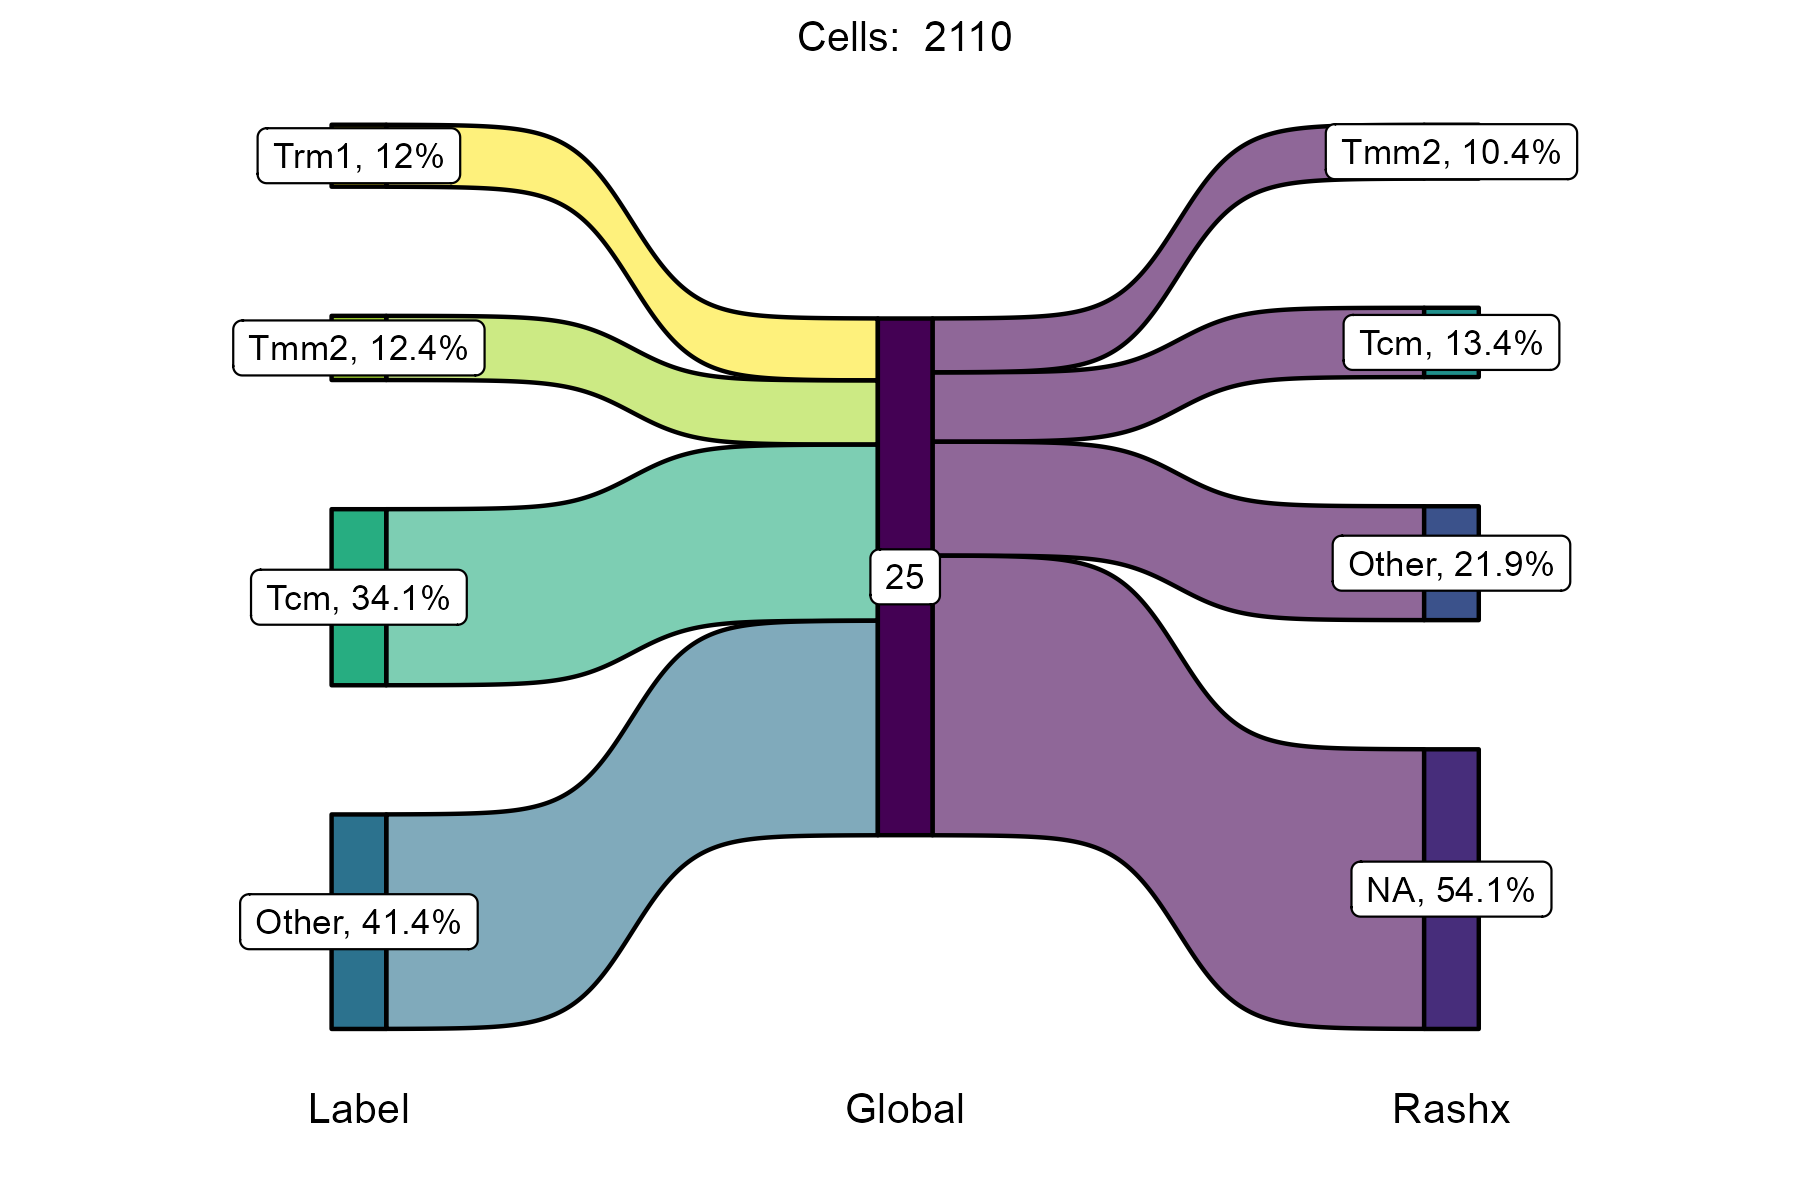 Cells:  2110
Trm1, 12%
Tmm2, 12.4%
Tcm, 34.1%
Other, 41.4%
25
Tmm2, 10.4%
Tcm, 13.4%
Other, 21.9%
NA, 54.1%
Label
Global
Rashx